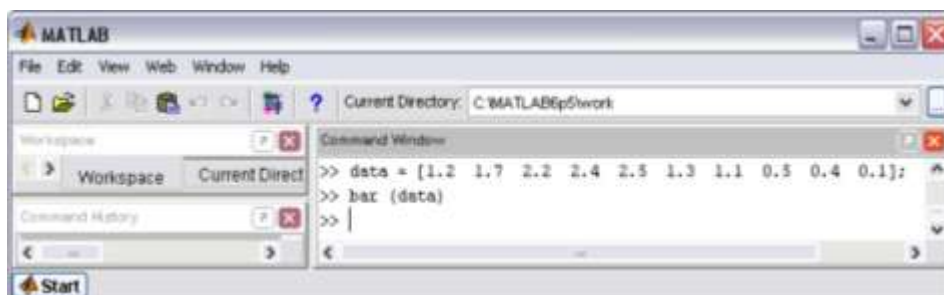 MATLAB
File Edit View Web Window Help
? Current Directory: C:\MATLAB6p5\work
Workspace
Command Window
Workspace Current Direct
>> data = [1.2 1.7 2.2 2.4 2.5 1.3 1.1 0.5 0.4 0.1];
>> bar (data)
>>
Command History
Start